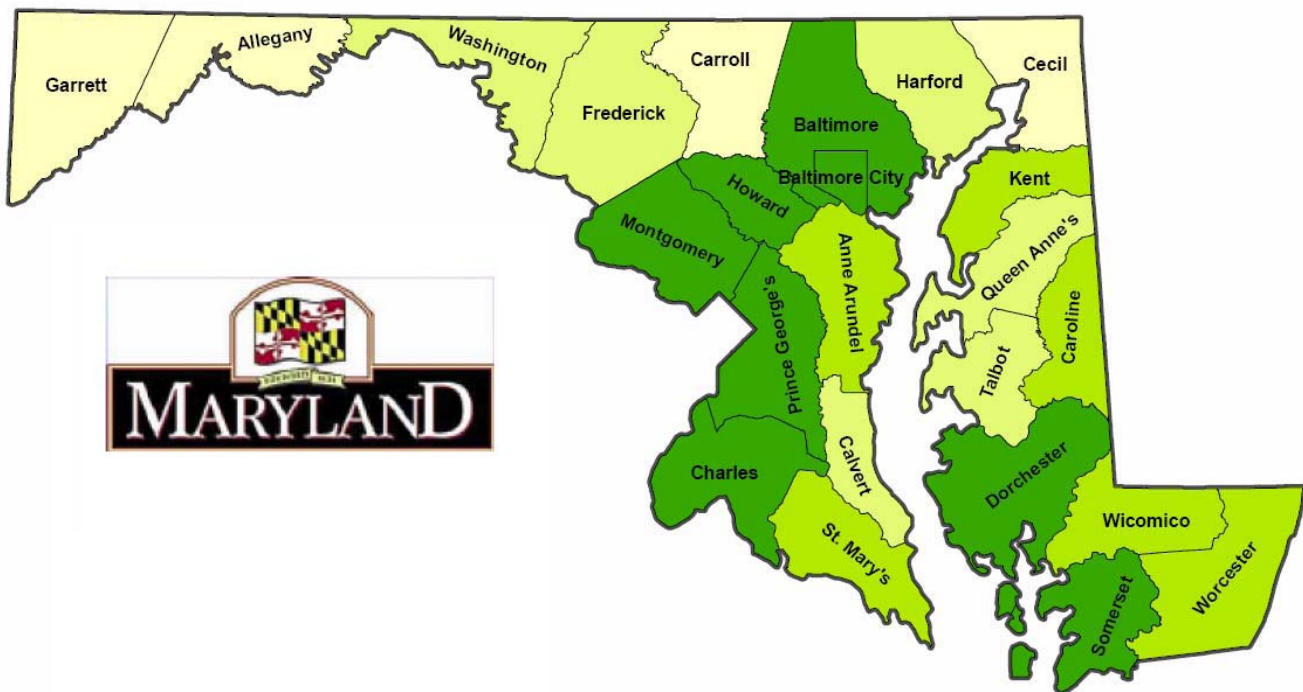 Garrett
Allegany
Washington
Frederick
Carroll
Baltimore
Harford
Cecil
Baltimore City
Howard
Montgomery
Kent
Queen Anne's
Anne Arundel
Prince George's
Caroline
Talbot
MARYLAND
Charles
Calvert
Dorchester
St. Mary's
Wicomico
Somerset
Worcester